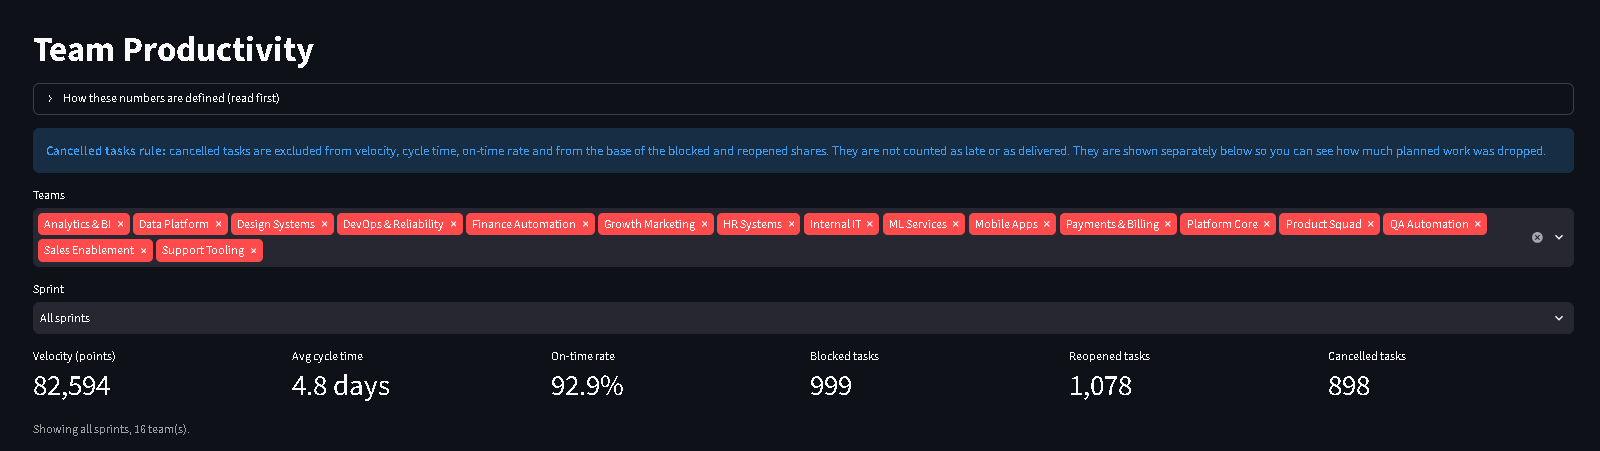 Team Productivity
How these numbers are defined (read first)
Cancelled tasks rule: cancelled tasks are excluded from velocity, cycle time, on-time rate and from the base of the blocked and reopened shares. They are not counted as late or as delivered. They are shown separately below so you can see how much planned work was dropped.
Teams
Analytics & BI × Data Platform × Design Systems × DevOps & Reliability × Finance Automation × Growth Marketing × HR Systems × Internal IT × ML Services × Mobile Apps × Payments & Billing × Platform Core × Product Squad × QA Automation ×
Sales Enablement × Support Tooling ×
Sprint
All sprints
Velocity (points) Avg cycle time On-time rate Blocked tasks Reopened tasks Cancelled tasks
82,594 4.8 days 92.9% 999 1,078 898
Showing all sprints, 16 team(s).